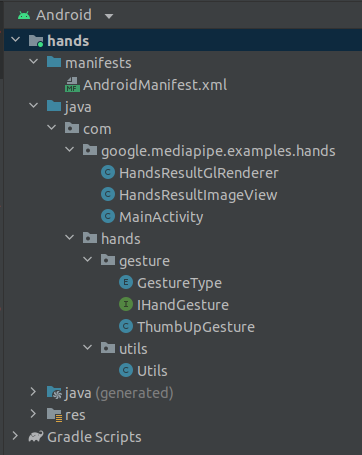 Android
hands
manifests
MF AndroidManifest.xml
java
com
google.mediapipe.examples.hands
C HandsResultGlRenderer
C HandsResultImageView
C MainActivity
hands
gesture
E GestureType
I IHandGesture
C ThumbUpGesture
utils
C Utils
java (generated)
res
Gradle Scripts